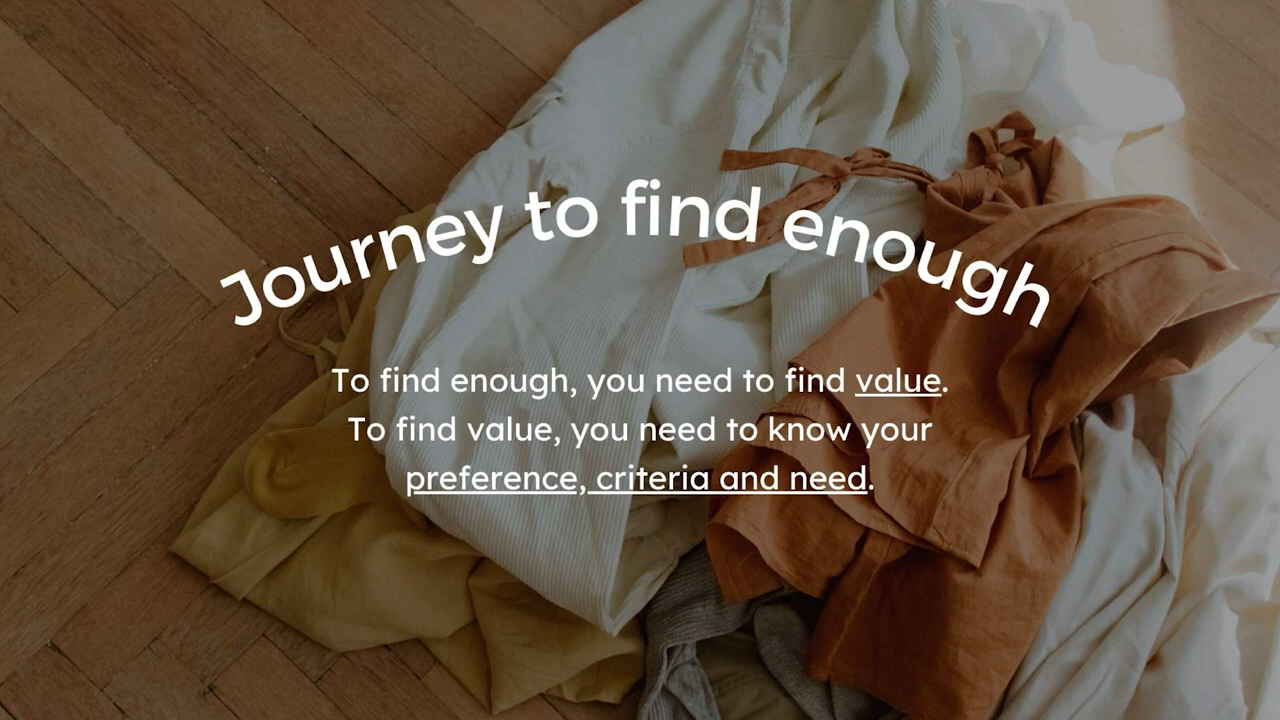 Journey to find enough
To find enough, you need to find value.
To find value, you need to know your
preference, criteria and need.